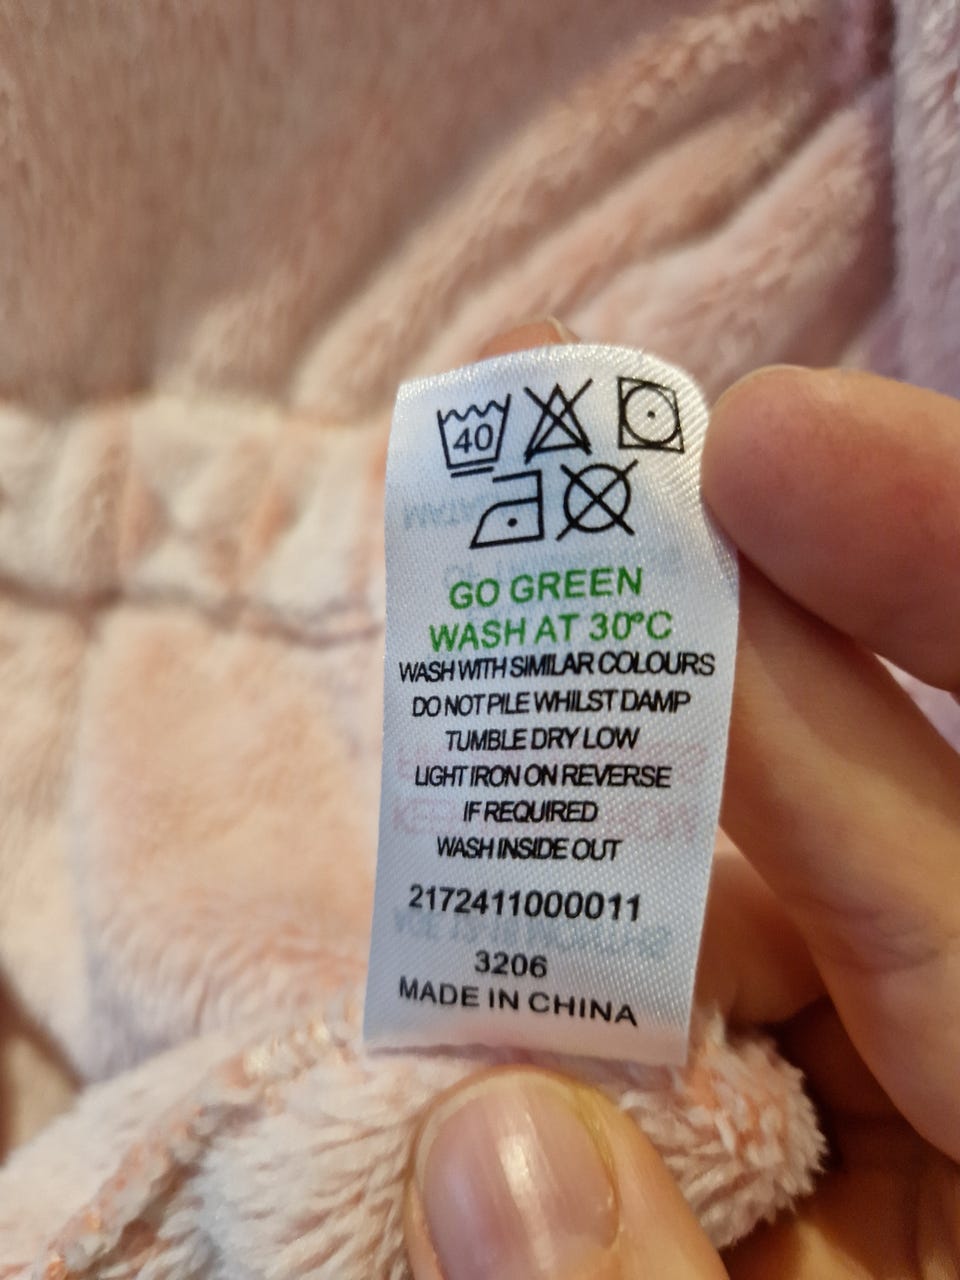 40
GO GREEN
WASH AT 30°C
WASH WITH SIMILAR COLOURS
DO NOT PILE WHILST DAMP
TUMBLE DRY LOW
LIGHT IRON ON REVERSE
IF REQUIRED
WASH INSIDE OUT
2172411000011
3206
MADE IN CHINA